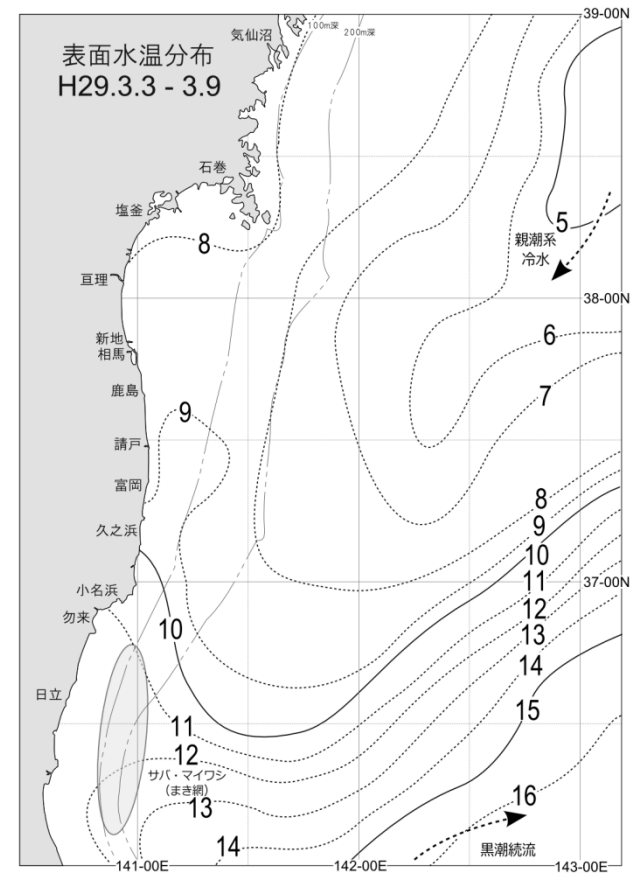 表面水温分布
H29.3.3 - 3.9
気仙沼
100m深
200m深
39-00N
石巻
塩釜
8
5
親潮系
冷水
亘理
38-00N
新地
相馬
6
鹿島
7
9
請戸
富岡
8
久之浜
9
10
37-00N
小名浜
11
勿来
12
10
13
14
日立
15
11
12
サバ・マイワシ
(まき網)
13
16
14
黒潮統流
141-00E
142-00E
143-00E